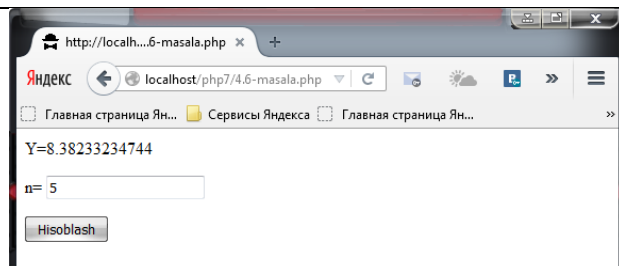 http://localh....6-masala.php × +
Яндекс localhost/php7/4.6-masala.php
Главная страница Ян... Сервисы Яндекса Главная страница Ян... »
Y=8.38233234744
n= 5
Hisoblash